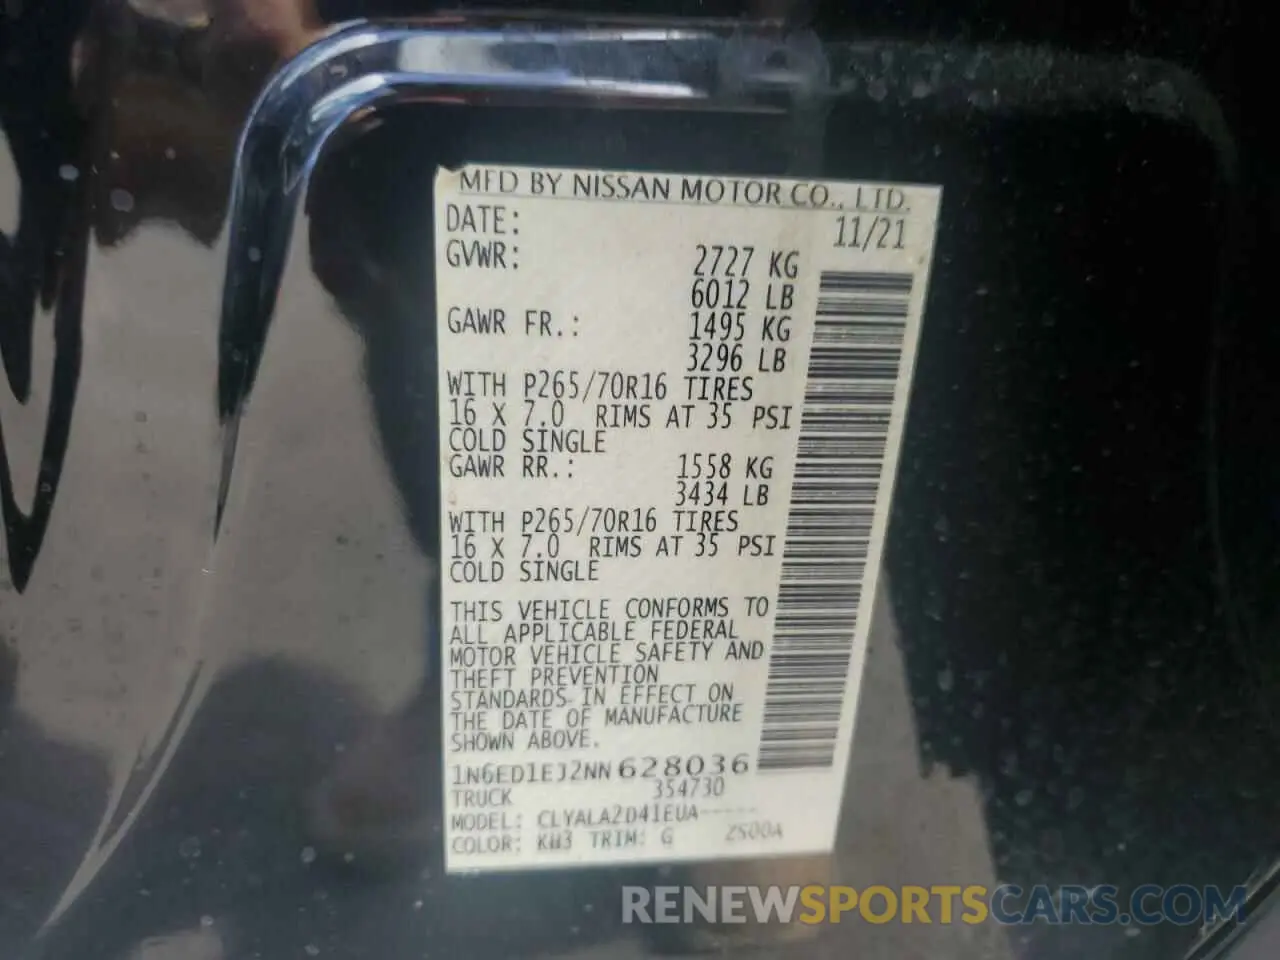 MFD BY NISSAN MOTOR CO., LTD.
DATE: 11/21
GVWR: 2727 KG
6012 LB
GAWR FR.: 1495 KG
3296 LB
WITH P265/70R16 TIRES
16 X 7.0 RIMS AT 35 PSI
COLD SINGLE
GAWR RR.: 1558 KG
3434 LB
WITH P265/70R16 TIRES
16 X 7.0 RIMS AT 35 PSI
COLD SINGLE
THIS VEHICLE CONFORMS TO
ALL APPLICABLE FEDERAL
MOTOR VEHICLE SAFETY AND
THEFT PREVENTION
STANDARDS IN EFFECT ON
THE DATE OF MANUFACTURE
SHOWN ABOVE.
1N6ED1EJ2NN628036
TRUCK 354730
MODEL: CLYALA2D41EUA-----
COLOR: KH3 TRIM: G ZS00A
RENEWSPORTSCARS.COM